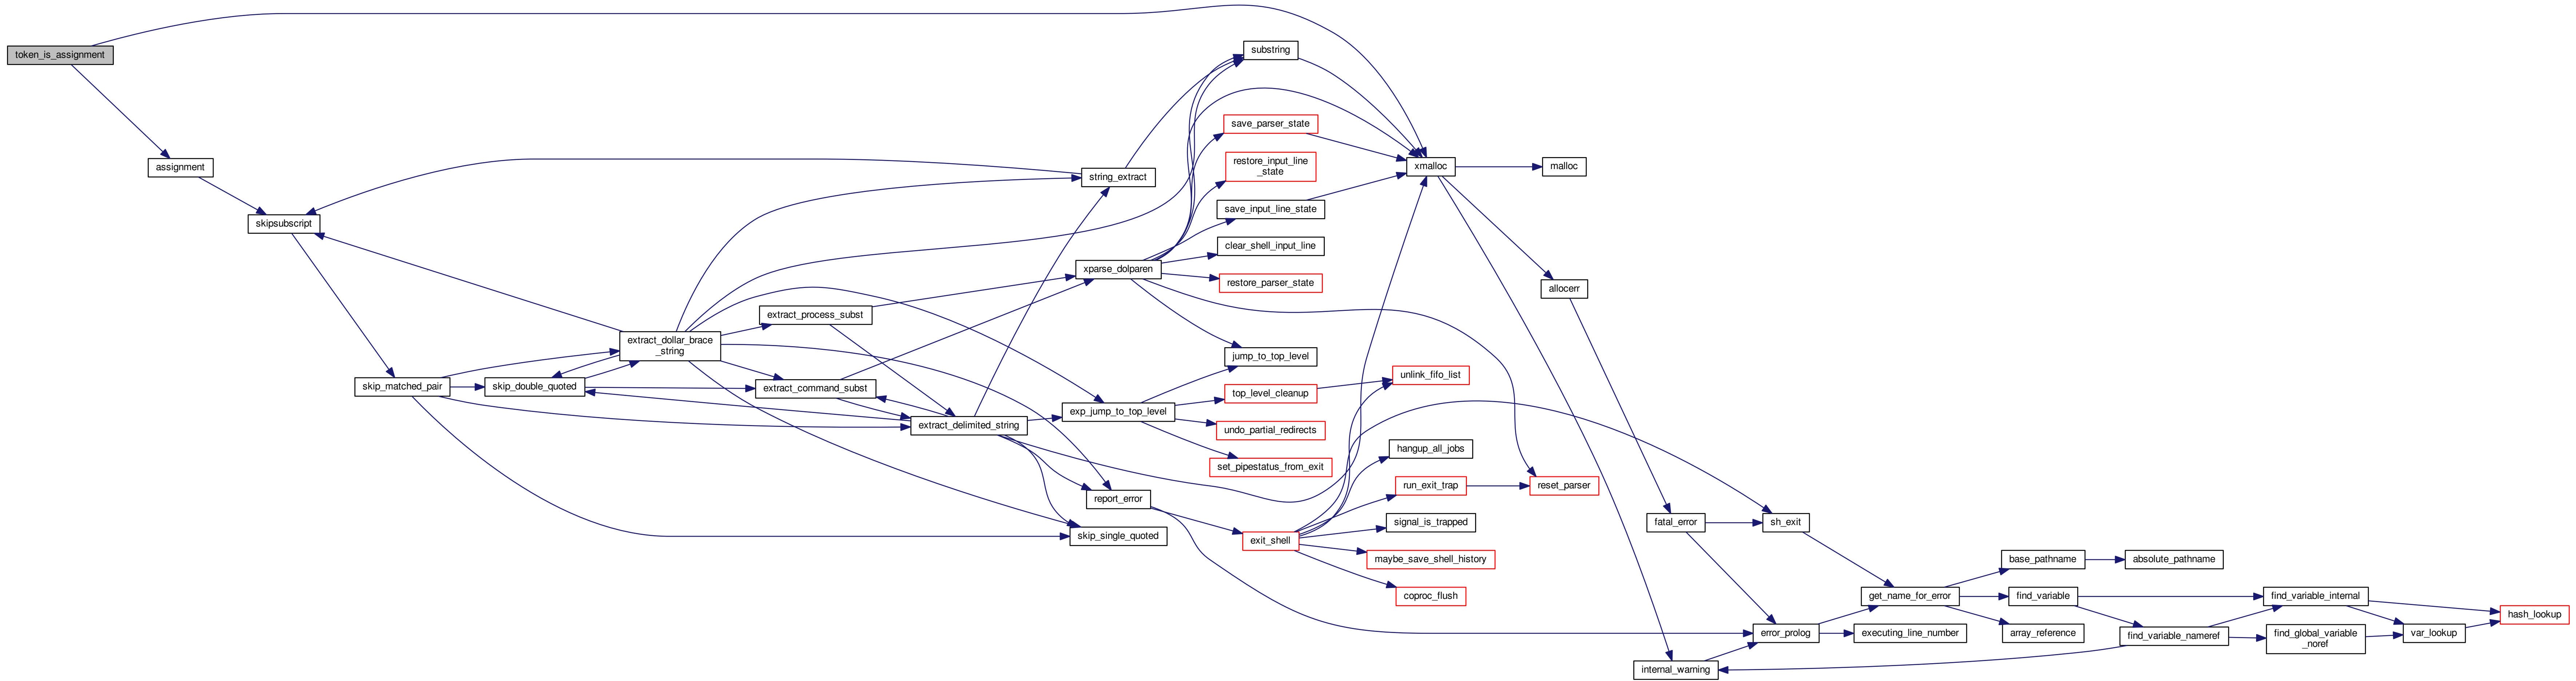 token_is_assignment
assignment
skipsubscript
skip_matched_pair
skip_double_quoted
extract_dollar_brace
_string
extract_process_subst
extract_command_subst
extract_delimited_string
string_extract
xparse_dolparen
exp_jump_to_top_level
report_error
skip_single_quoted
substring
save_parser_state
restore_input_line
_state
save_input_line_state
clear_shell_input_line
restore_parser_state
jump_to_top_level
top_level_cleanup
undo_partial_redirects
set_pipestatus_from_exit
exit_shell
xmalloc
unlink_fifo_list
hangup_all_jobs
run_exit_trap
signal_is_trapped
maybe_save_shell_history
coproc_flush
malloc
allocerr
reset_parser
fatal_error
internal_warning
sh_exit
error_prolog
get_name_for_error
executing_line_number
base_pathname
find_variable
array_reference
absolute_pathname
find_variable_nameref
find_variable_internal
find_global_variable
_noref
var_lookup
hash_lookup